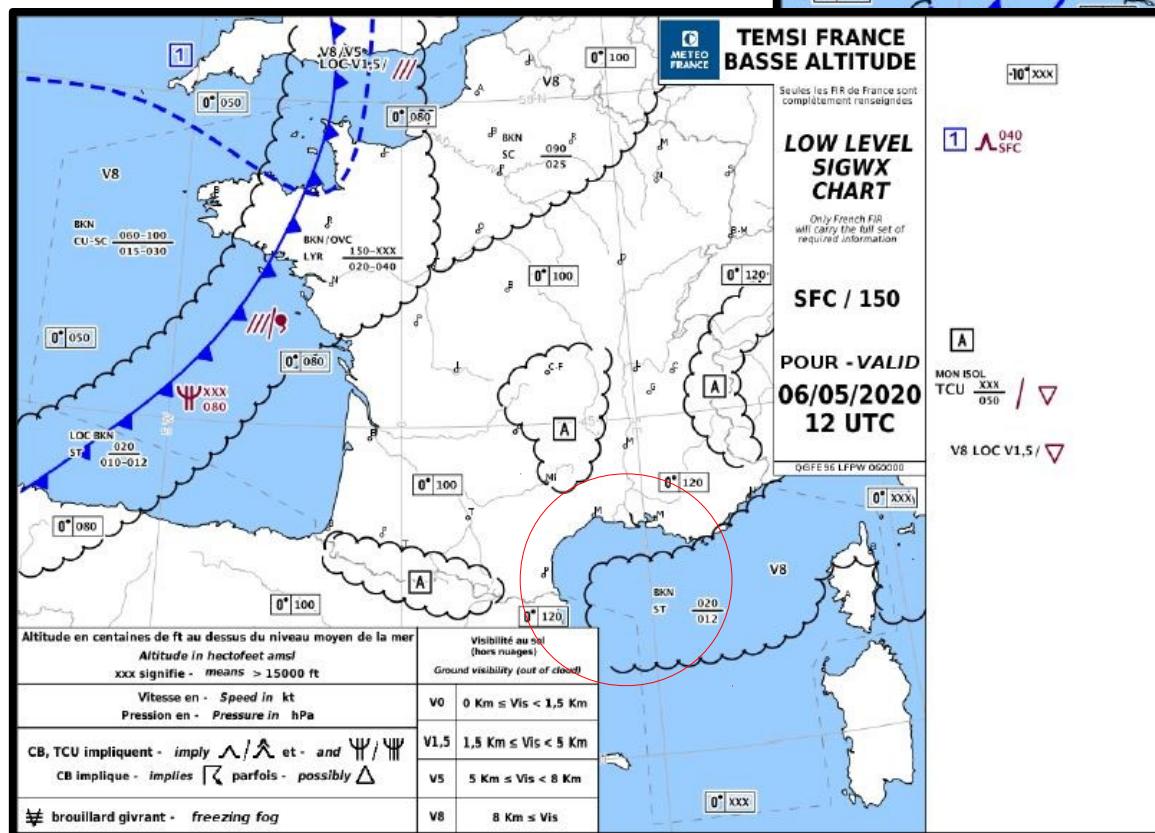 METEO
FRANCE
TEMSI FRANCE
BASSE ALTITUDE
Seules les FIR de France sont
complètement renseignées
LOW LEVEL
SIGWX
CHART
Only French FIR
will carry the full set of
required information
SFC / 150
POUR - VALID
06/05/2020
12 UTC
QGFE96 LFPW 060000
-10° XXX
1 040
SFC
A
MON ISOL
TCU XXX
050
V8 LOC V1,5/
1
V8/V5
LOC V1,5/
0° 100
V8
50 N
0° 050
0° 080
BKN
SC 090
025
V8
BKN
CU-SC 060-100
015-030
BKN/OVC
LYR 150-XXX
020-040
0° 100
0° 120
0° 050
0° 080
XXX
080
C-F
A
A
LOC BKN
ST 020
010-012
45
0° 100
0° 120
0° XXX
0° 080
A
V8
BKN
ST 020
012
0° 100
0° 120
0° XXX
Altitude en centaines de ft au dessus du niveau moyen de la mer
Altitude in hectofeet amsl
xxx signifie - means > 15000 ft
Vitesse en - Speed in kt
Pression en - Pressure in hPa
CB, TCU impliquent - imply / et - and /
CB implique - implies parfois - possibly
brouillard givrant - freezing fog
Visibilité au sol
(hors nuages)
Ground visibility (out of cloud)
V0 0 Km ≤ Vis < 1,5 Km
V1,5 1,5 Km ≤ Vis < 5 Km
V5 5 Km ≤ Vis < 8 Km
V8 8 Km ≤ Vis